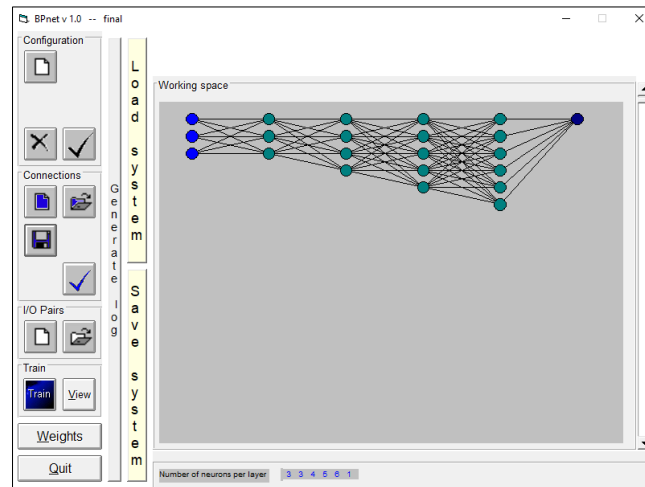 BPnet v 1.0 -- final
Configuration
Connections
I/O Pairs
Train
Train
View
Weights
Quit
Generate log
Load system
Save system
Working space
Number of neurons per layer
3 3 4 5 6 1